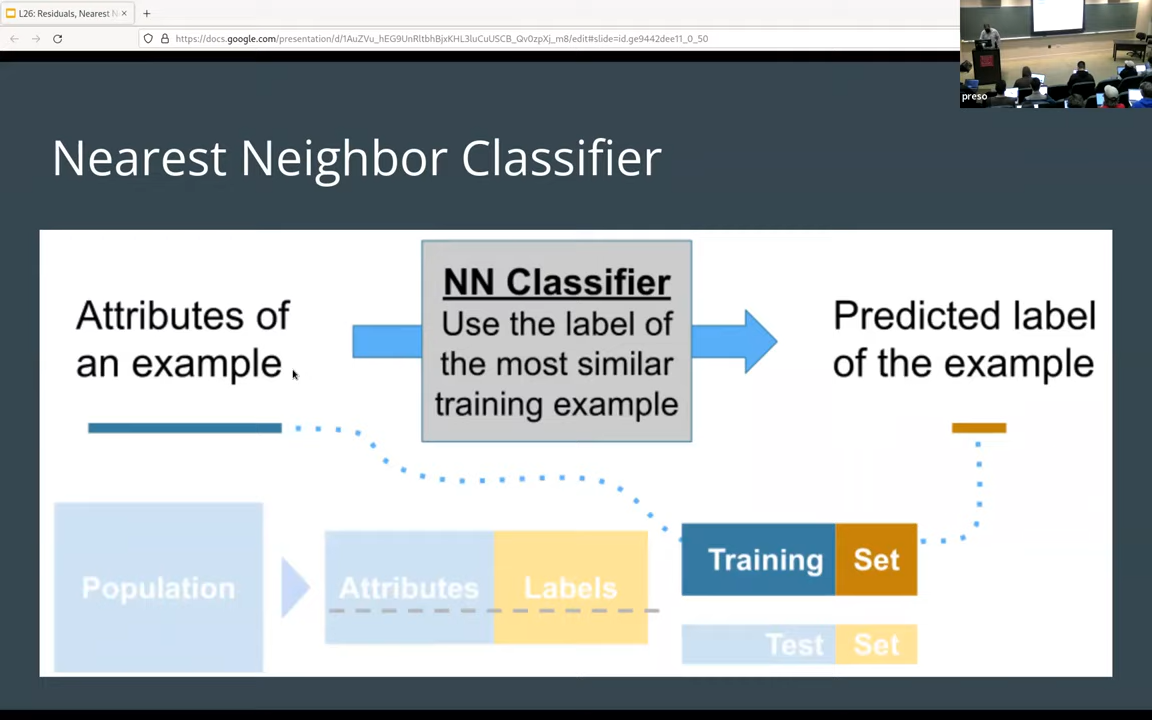 L26: Residuals, Nearest N
https://docs.google.com/presentation/d/1AuZVu_hEG9UnRltbhBjxKHL3luCuUSCB_Qv0zpXj_m8/edit#slide=id.ge9442dee11_0_50
preso
Nearest Neighbor Classifier
Attributes of
an example
NN Classifier
Use the label of
the most similar
training example
Predicted label
of the example
Population
Attributes
Labels
Training Set
Test Set